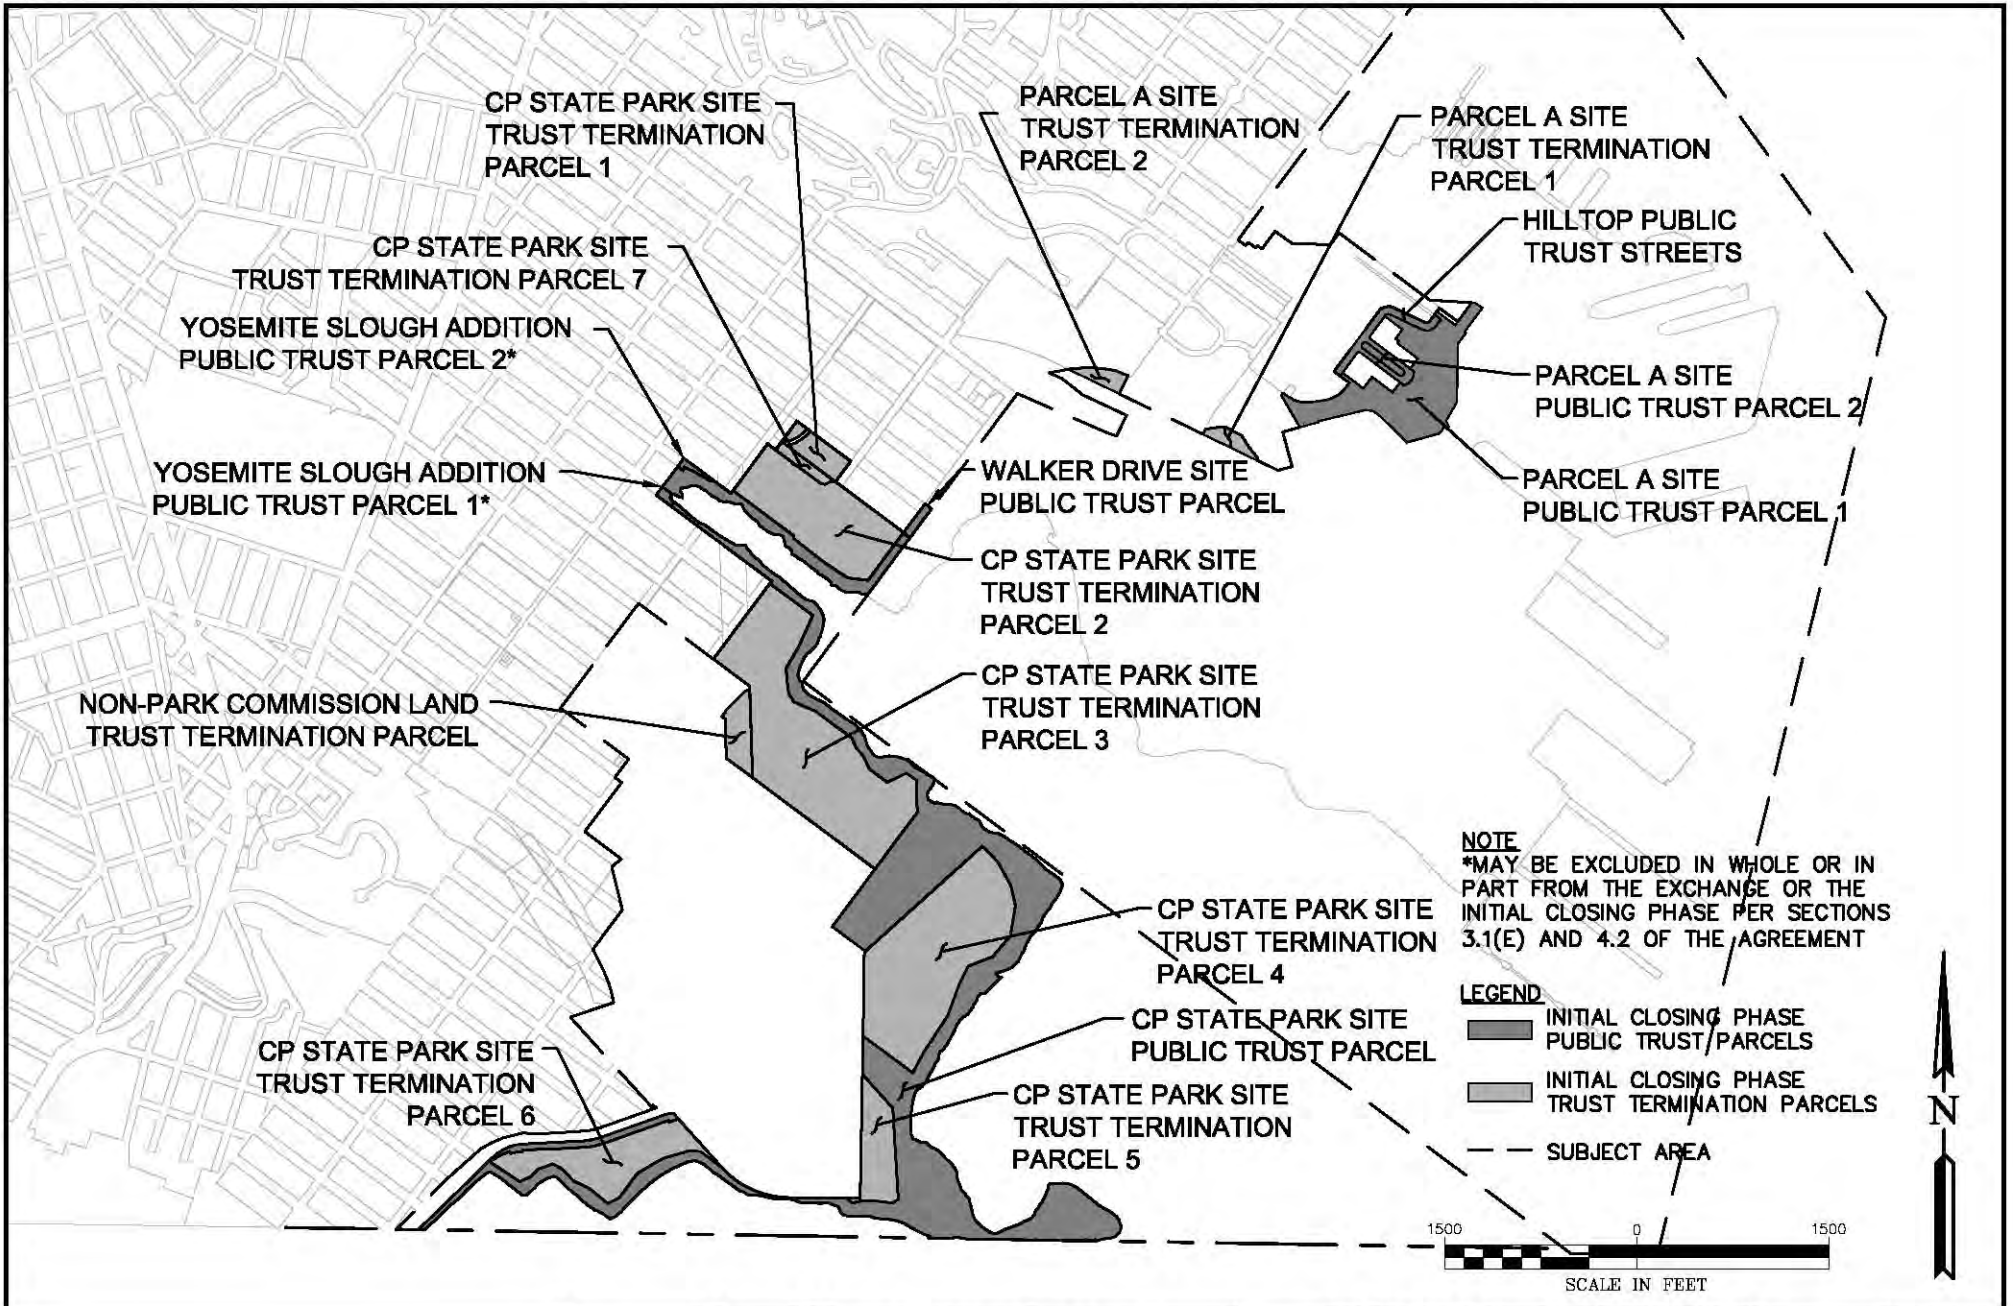 CP STATE PARK SITE
TRUST TERMINATION
PARCEL 1
PARCEL A SITE
TRUST TERMINATION
PARCEL 2
PARCEL A SITE
TRUST TERMINATION
PARCEL 1
HILLTOP PUBLIC
TRUST STREETS
CP STATE PARK SITE
TRUST TERMINATION PARCEL 7
YOSEMITE SLOUGH ADDITION
PUBLIC TRUST PARCEL 2*
PARCEL A SITE
PUBLIC TRUST PARCEL 2
YOSEMITE SLOUGH ADDITION
PUBLIC TRUST PARCEL 1*
WALKER DRIVE SITE
PUBLIC TRUST PARCEL
PARCEL A SITE
PUBLIC TRUST PARCEL 1
CP STATE PARK SITE
TRUST TERMINATION
PARCEL 2
CP STATE PARK SITE
TRUST TERMINATION
PARCEL 3
NON-PARK COMMISSION LAND
TRUST TERMINATION PARCEL
NOTE
*MAY BE EXCLUDED IN WHOLE OR IN
PART FROM THE EXCHANGE OR THE
INITIAL CLOSING PHASE PER SECTIONS
3.1(E) AND 4.2 OF THE AGREEMENT
CP STATE PARK SITE
TRUST TERMINATION
PARCEL 4
LEGEND
INITIAL CLOSING PHASE
PUBLIC TRUST PARCELS
INITIAL CLOSING PHASE
TRUST TERMINATION PARCELS
SUBJECT AREA
CP STATE PARK SITE
PUBLIC TRUST PARCEL
CP STATE PARK SITE
TRUST TERMINATION
PARCEL 6
CP STATE PARK SITE
TRUST TERMINATION
PARCEL 5
N
1500 0 1500
SCALE IN FEET